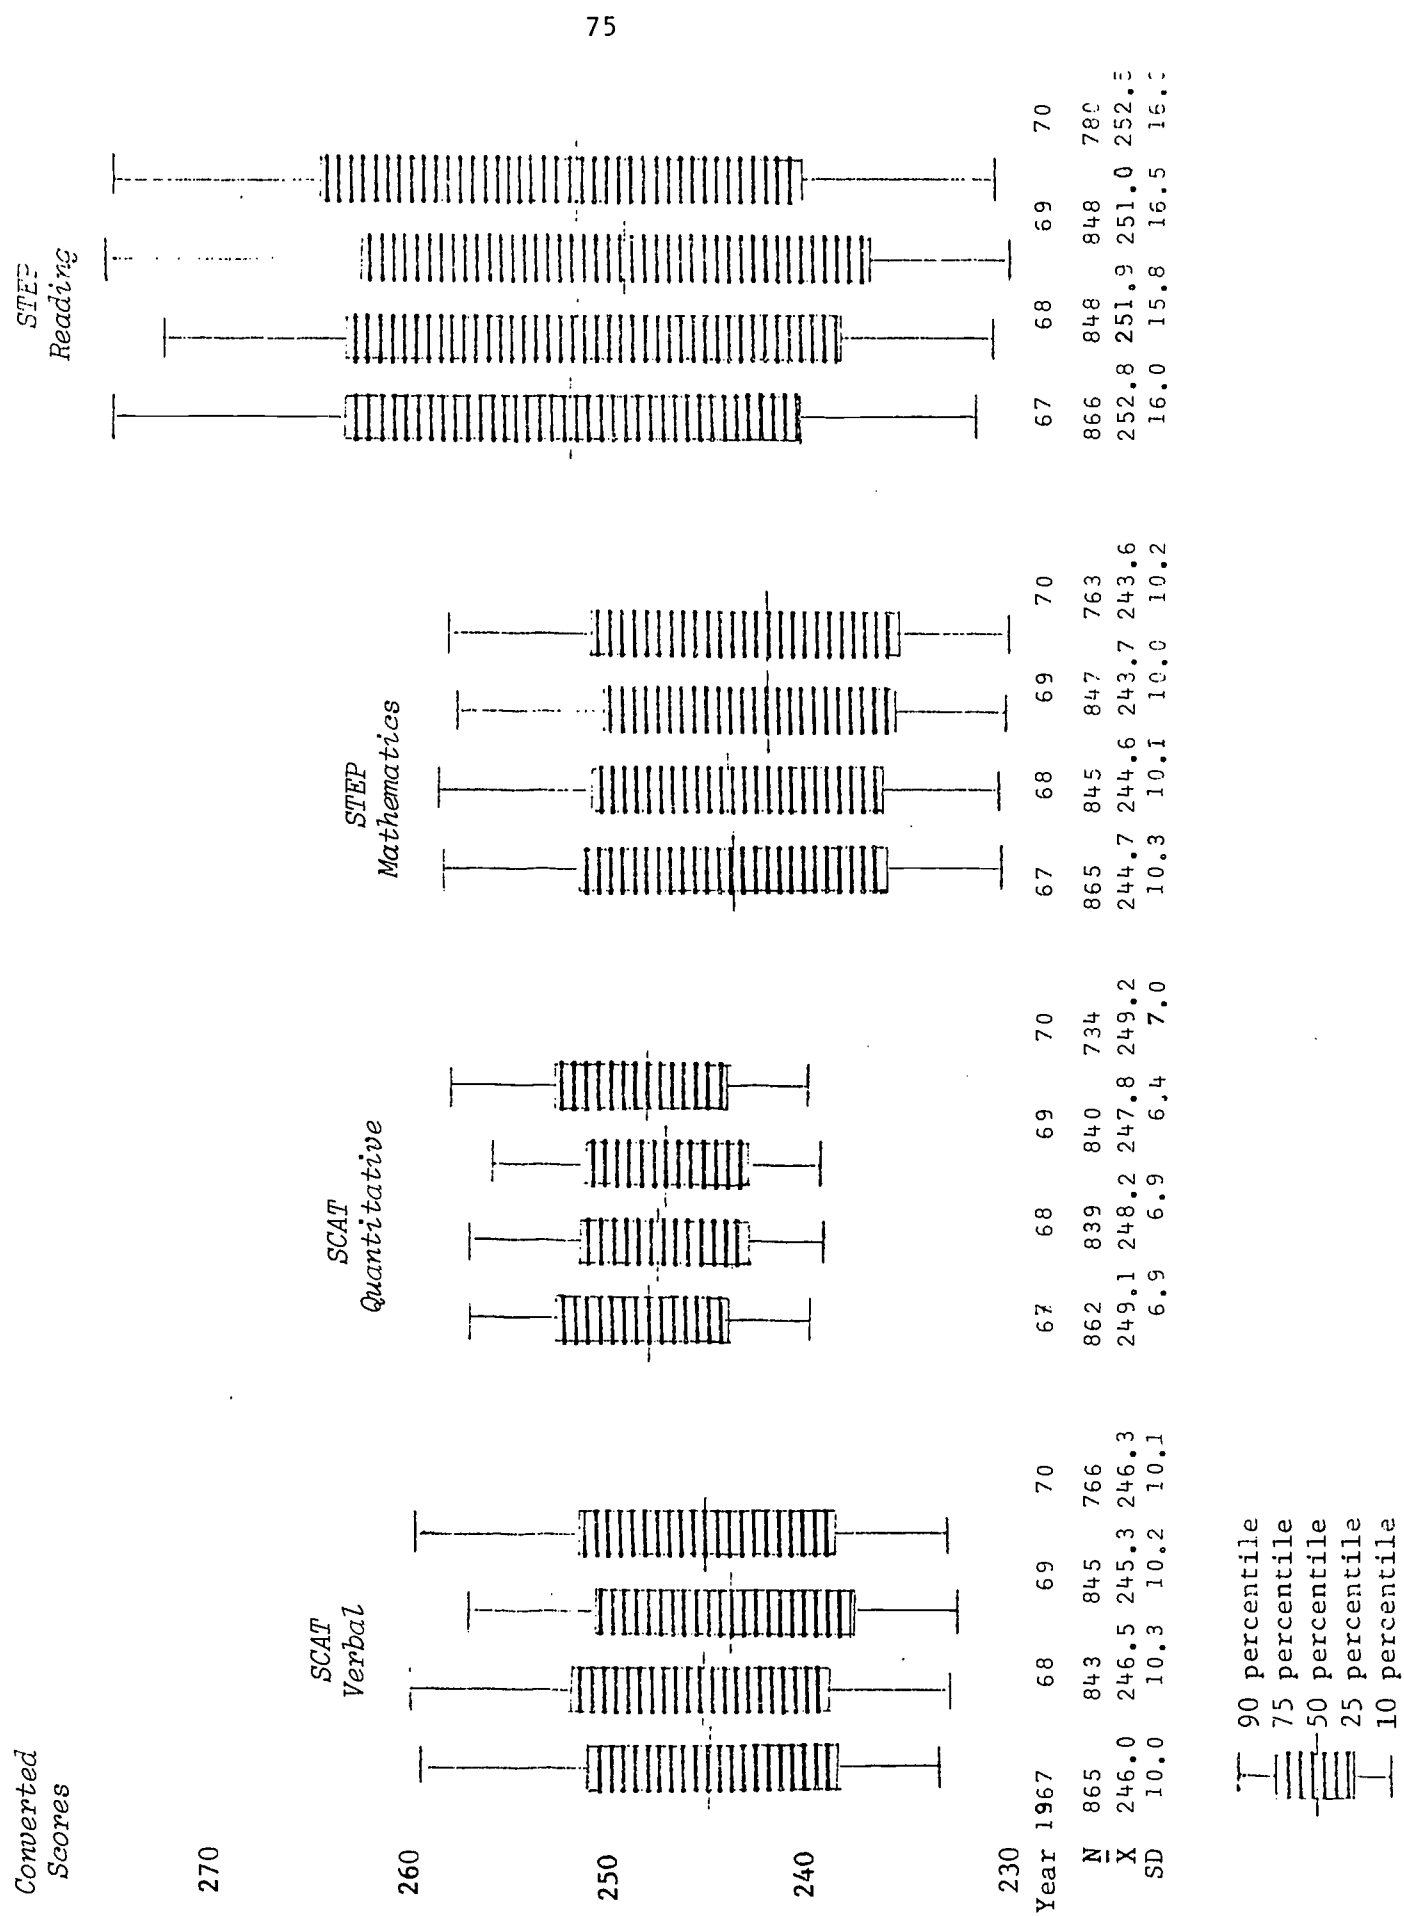 75
Converted
Scores
SCAT
Verbal
SCAT
Quantitative
STEP
Mathematics
STEP
Reading
270
260
250
240
230
Year 1967 68 69 70 67 68 69 70 67 68 69 70 67 68 69 70
N 865 843 845 766 862 839 840 734 865 845 847 763 866 848 848
X 246.0 246.5 245.3 246.3 249.1 248.2 247.8 249.2 244.7 244.6 243.7 243.6 252.8 251.9 251.0
SD 10.0 10.3 10.2 10.1 6.9 6.9 6.4 7.0 10.3 10.1 10.0 10.2 16.0 15.8 16.5
90 percentile
75 percentile
50 percentile
25 percentile
10 percentile